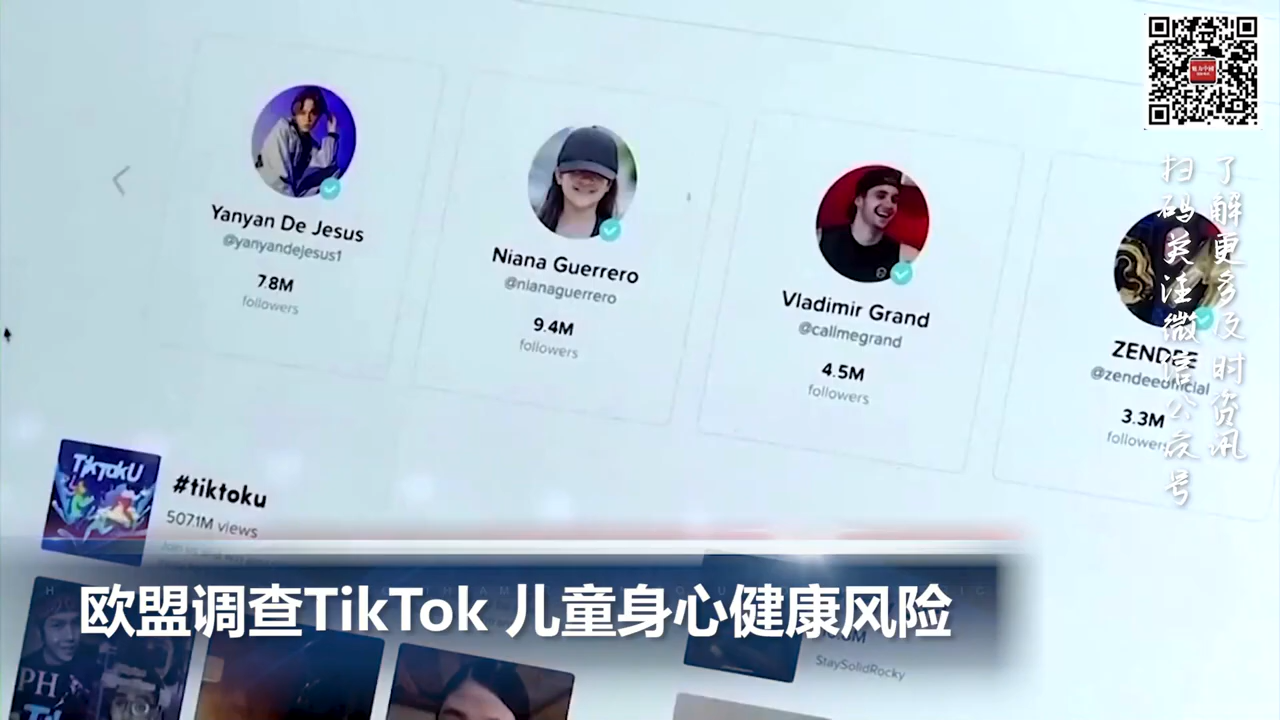 Yanyan De Jesus
@yanyandejesus1
7.8M
followers
Niana Guerrero
@nianaguerrero
9.4M
followers
Vladimir Grand
@callmegrand
4.5M
followers
ZENDEE
@zendeeofficial
3.3M
followers
了解更多及时资讯
扫码关注微信公众号
TikTokU
#tiktoku
507.1M views
欧盟调查TikTok 儿童身心健康风险
StaySolidRocky
PH